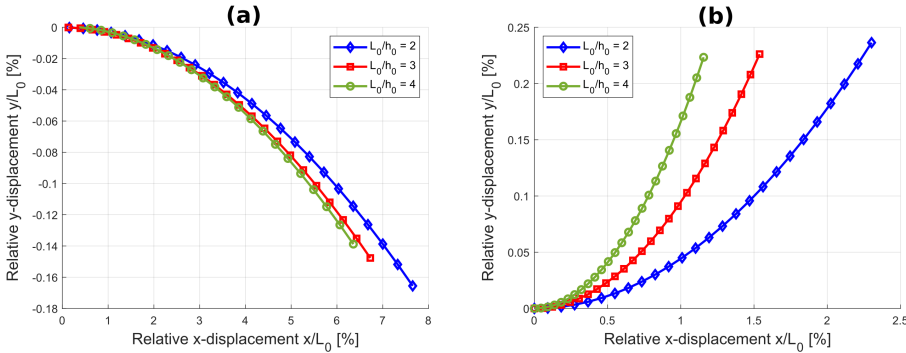 (a)
Relative y-displacement y/L₀ [%]
0
-0.02
-0.04
-0.06
-0.08
-0.1
-0.12
-0.14
-0.16
-0.18
L₀/h₀ = 2
L₀/h₀ = 3
L₀/h₀ = 4
0 1 2 3 4 5 6 7 8
Relative x-displacement x/L₀ [%]
(b)
Relative y-displacement y/L₀ [%]
0.25
0.2
0.15
0.1
0.05
0
L₀/h₀ = 2
L₀/h₀ = 3
L₀/h₀ = 4
0 0.5 1 1.5 2 2.5
Relative x-displacement x/L₀ [%]